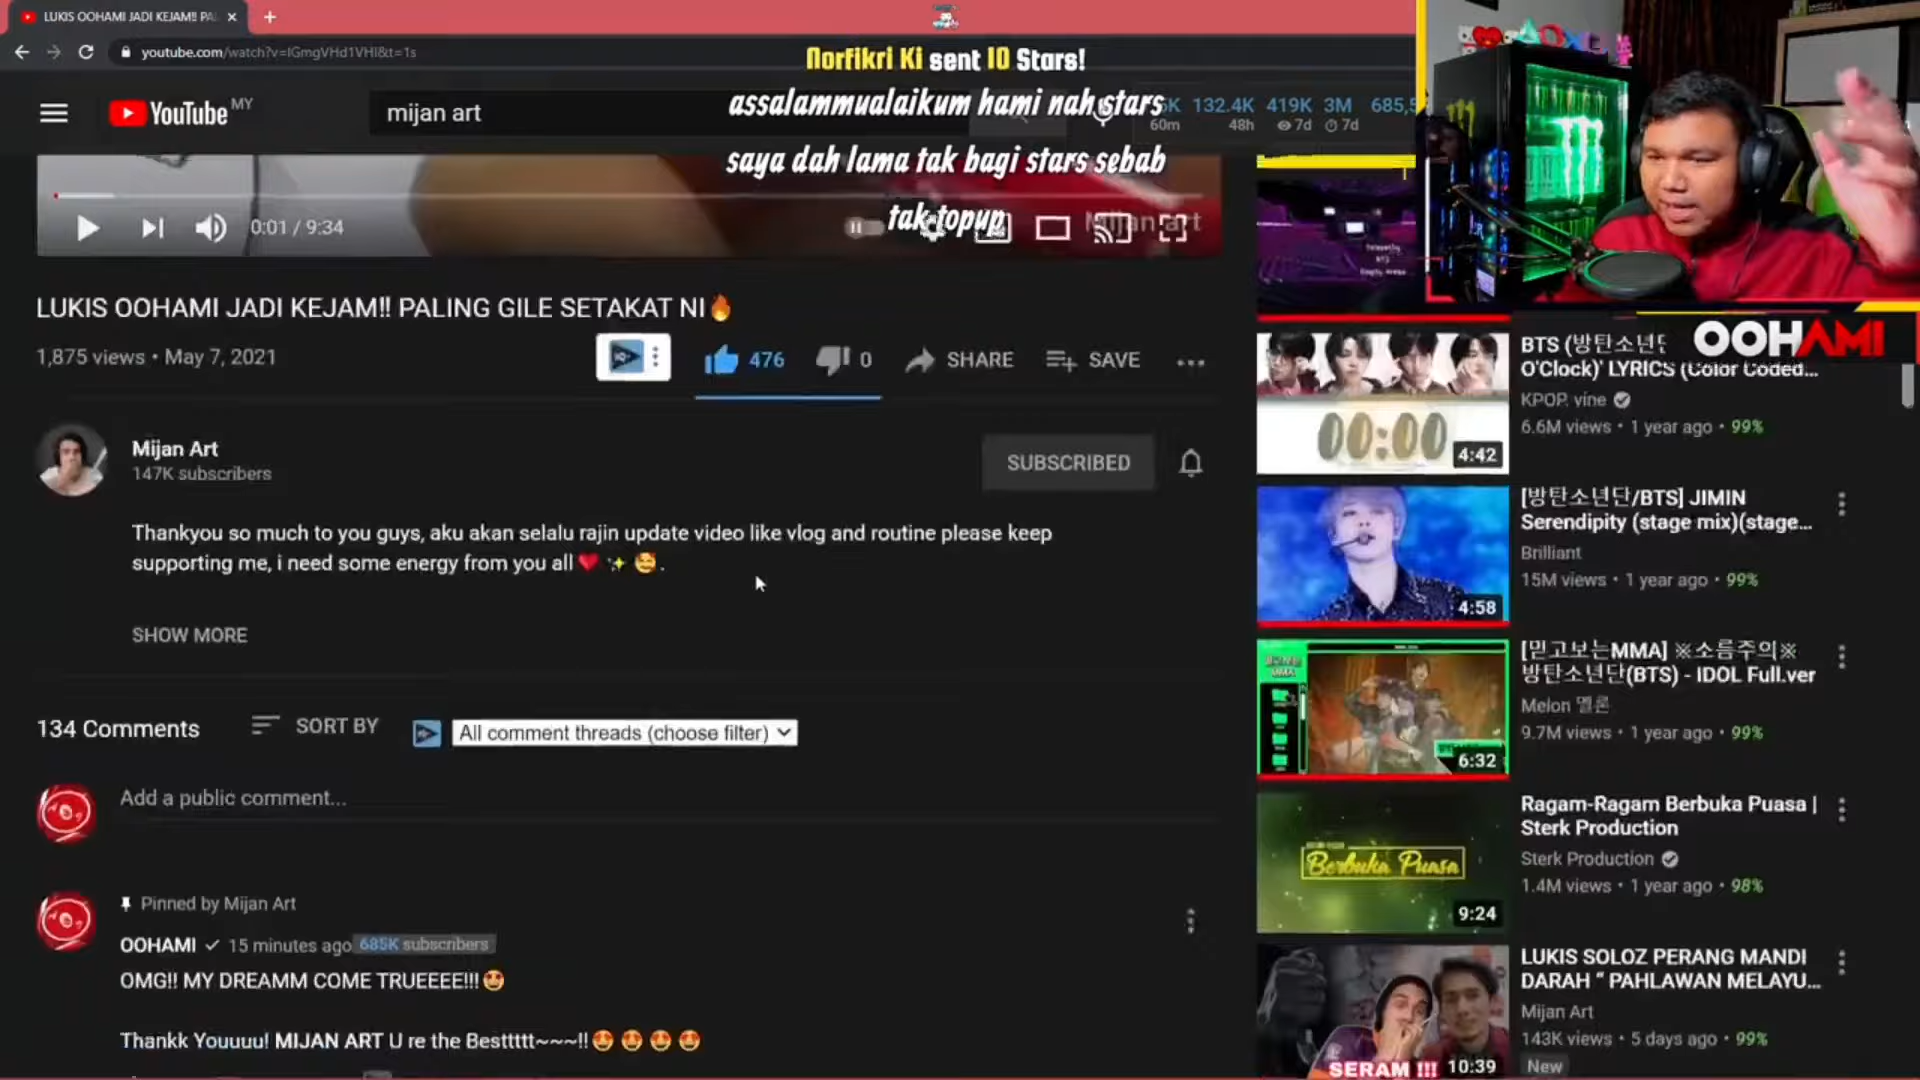 LUKIS OOHAMI JADI KEJAM!! PA
youtube.com/watch?v=IGmgVHd1VHI&t=1s
Norfikri Ki sent 10 Stars!
assalammualaikum hami nah stars
saya dah lama tak bagi stars sebab
tak topup
YouTube MY
mijan art
132.4K 419K 3M
60m 48h 7d 7d
0:01 / 9:34
Mijan art
LUKIS OOHAMI JADI KEJAM!! PALING GILE SETAKAT NI🔥
1,875 views • May 7, 2021
476 0 SHARE SAVE
Mijan Art
147K subscribers
SUBSCRIBED
Thankyou so much to you guys, aku akan selalu rajin update video like vlog and routine please keep
supporting me, i need some energy from you all ❤️ ✨ 🥰 .
SHOW MORE
134 Comments SORT BY All comment threads (choose filter)
Add a public comment...
Pinned by Mijan Art
OOHAMI ✓ 15 minutes ago 685K subscribers
OMG!! MY DREAMM COME TRUEEEE!!! 🤩
Thankk Youuuu! MIJAN ART U re the Besttttt~~~!! 🤩 🤩 🤩 🤩
OOHAMI
BTS (방탄소년단
O'Clock)' LYRICS (Color Coded...
KPOP. vine
6.6M views • 1 year ago • 99%
00:00
4:42
[방탄소년단/BTS] JIMIN
Serendipity (stage mix)(stage...
Brilliant
15M views • 1 year ago • 99%
4:58
[믿고보는MMA] ※소름주의※
방탄소년단(BTS) - IDOL Full.ver
Melon 멜론
9.7M views • 1 year ago • 99%
6:32
Ragam-Ragam Berbuka Puasa |
Sterk Production
Sterk Production
1.4M views • 1 year ago • 98%
Berbuka Puasa
9:24
LUKIS SOLOZ PERANG MANDI
DARAH “ PAHLAWAN MELAYU...
Mijan Art
143K views • 5 days ago • 99%
New
SERAM !!!
10:39